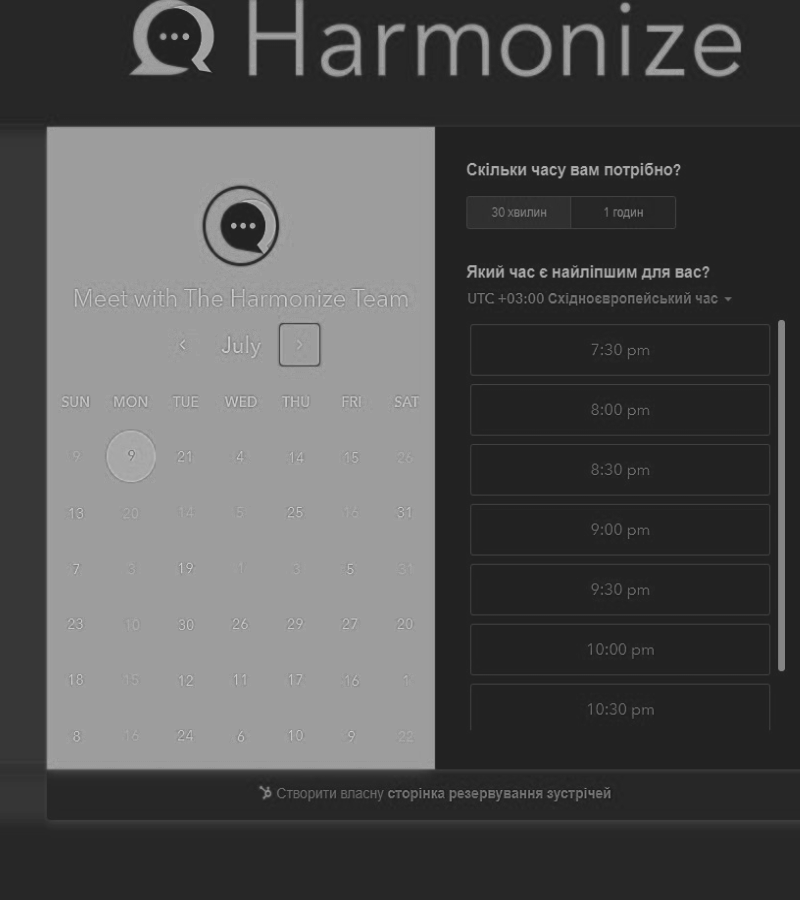 Harmonize
Meet with The Harmonize Team
July
SUN MON TUE WED THU FRI SAT
9 9 21 4 14 15 26
13 20 14 5 25 16 31
7 3 19 1 3 5 31
23 10 30 26 29 27 20
18 15 12 11 17 16 1
8 16 24 6 10 9 22
Скільки часу вам потрібно?
30 хвилин 1 годин
Який час є найліпшим для вас?
UTC +03:00 Східноєвропейський час
7:30 pm
8:00 pm
8:30 pm
9:00 pm
9:30 pm
10:00 pm
10:30 pm
Створити власну сторінка резервування зустрічей